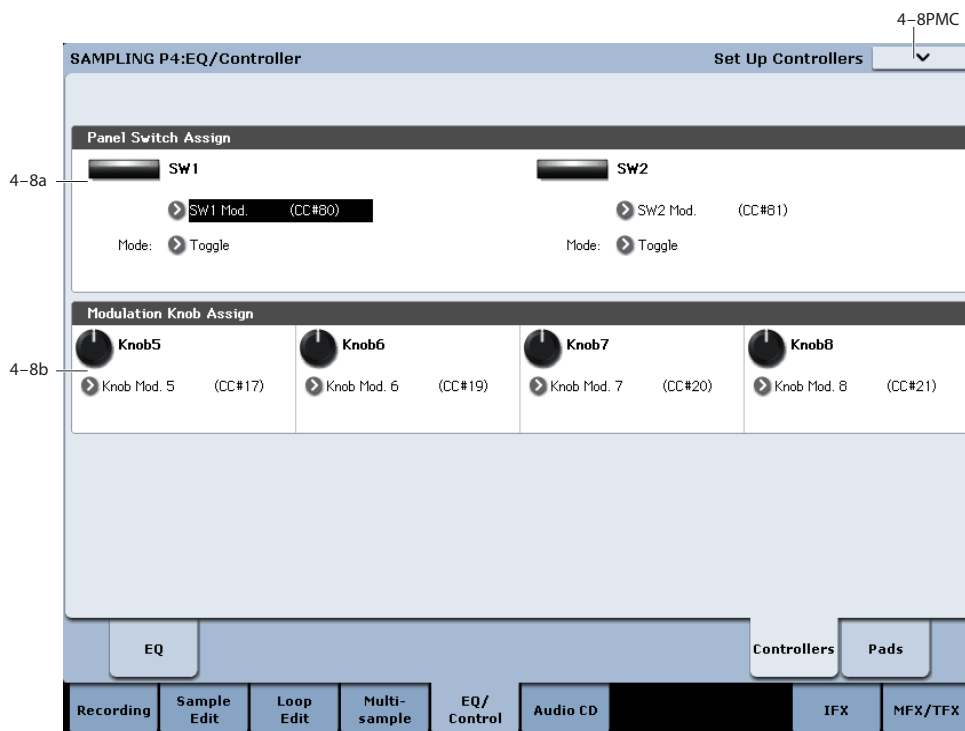 4–8PMC
SAMPLING P4:EQ/Controller
Set Up Controllers
Panel Switch Assign
4–8a
SW1
SW2
SW1 Mod. (CC#80)
SW2 Mod. (CC#81)
Mode: Toggle
Mode: Toggle
Modulation Knob Assign
4–8b
Knob5
Knob6
Knob7
Knob8
Knob Mod. 5 (CC#17)
Knob Mod. 6 (CC#19)
Knob Mod. 7 (CC#20)
Knob Mod. 8 (CC#21)
EQ
Controllers
Pads
Recording
Sample
Edit
Loop
Edit
Multi-
sample
EQ/
Control
Audio CD
IFX
MFX/TFX